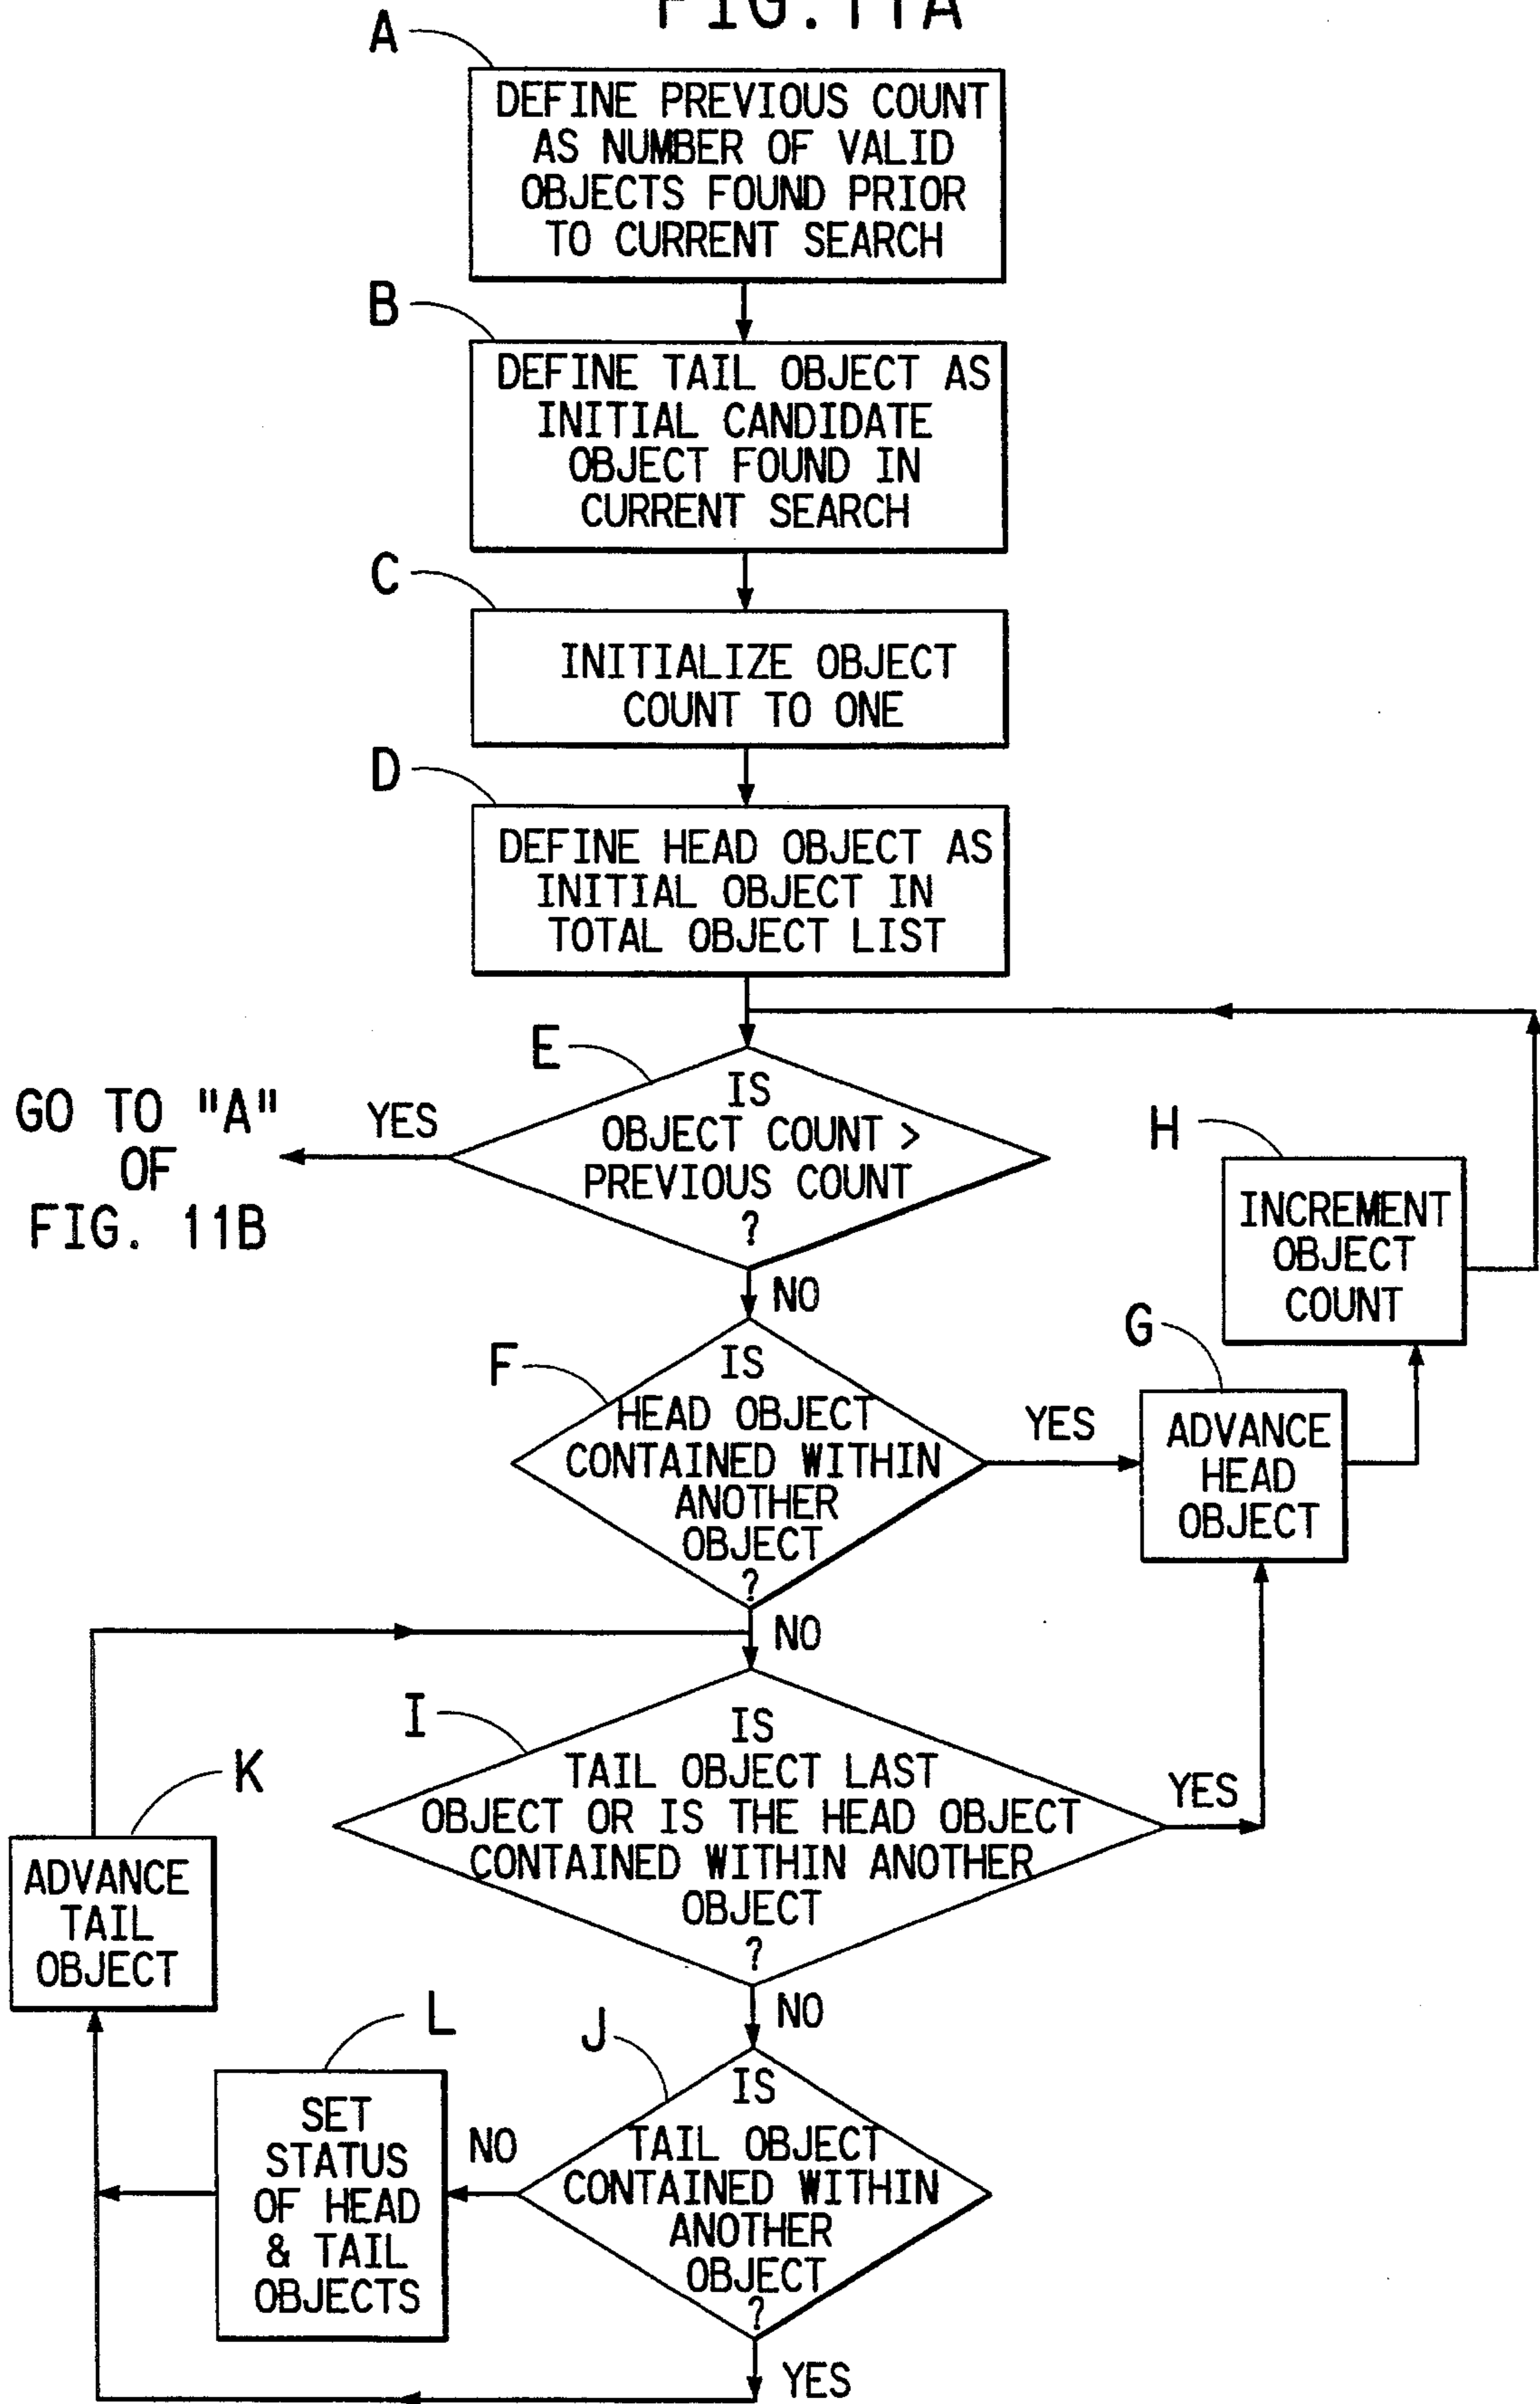 FIG. 11A
A
DEFINE PREVIOUS COUNT
AS NUMBER OF VALID
OBJECTS FOUND PRIOR
TO CURRENT SEARCH
B
DEFINE TAIL OBJECT AS
INITIAL CANDIDATE
OBJECT FOUND IN
CURRENT SEARCH
C
INITIALIZE OBJECT
COUNT TO ONE
D
DEFINE HEAD OBJECT AS
INITIAL OBJECT IN
TOTAL OBJECT LIST
E
IS
OBJECT COUNT >
PREVIOUS COUNT
?
YES
GO TO "A"
OF
FIG. 11B
NO
H
INCREMENT
OBJECT
COUNT
F
IS
HEAD OBJECT
CONTAINED WITHIN
ANOTHER
OBJECT
?
YES
G
ADVANCE
HEAD
OBJECT
NO
I
IS
TAIL OBJECT LAST
OBJECT OR IS THE HEAD OBJECT
CONTAINED WITHIN ANOTHER
OBJECT
?
YES
K
ADVANCE
TAIL
OBJECT
NO
J
IS
TAIL OBJECT
CONTAINED WITHIN
ANOTHER
OBJECT
?
NO
L
SET
STATUS
OF HEAD
& TAIL
OBJECTS
YES